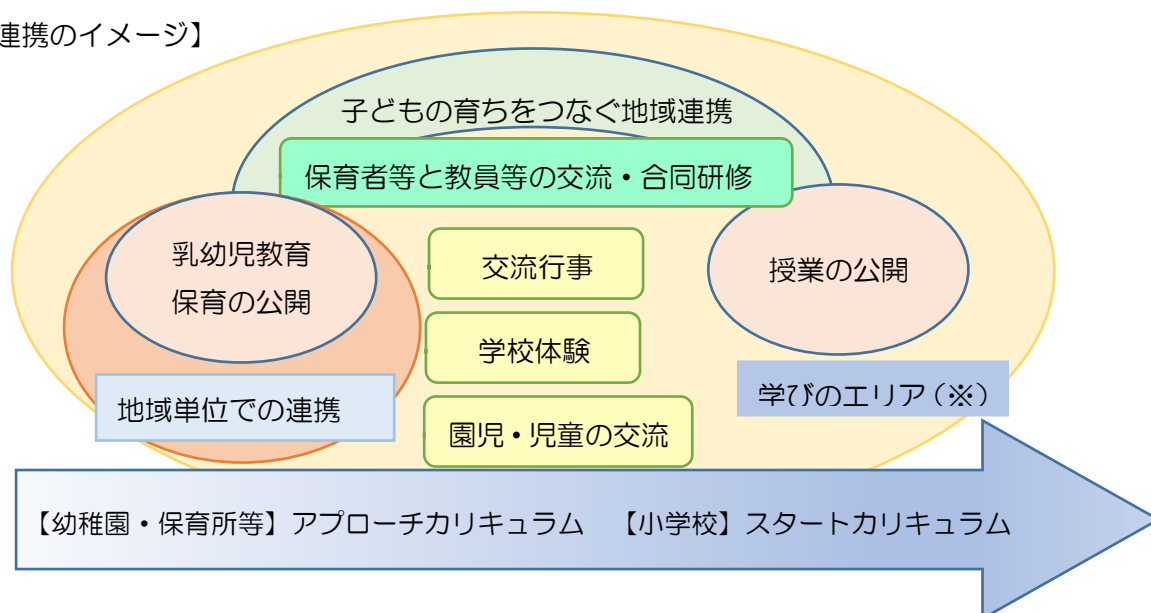 連携のイメージ】
子どもの育ちをつなぐ地域連携
保育者等と教員等の交流・合同研修
乳幼児教育
保育の公開
交流行事
授業の公開
学校体験
地域単位での連携
学びのエリア（※）
園児・児童の交流
【幼稚園・保育所等】アプローチカリキュラム　【小学校】スタートカリキュラム